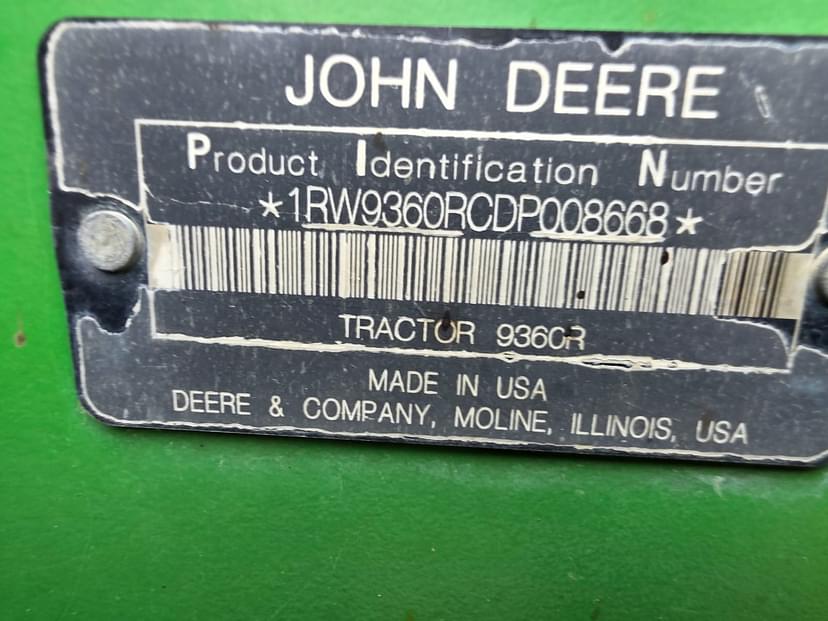 JOHN DEERE
Product Identification Number
*1RW9360RCDP008668*
TRACTOR 9360R
MADE IN USA
DEERE & COMPANY, MOLINE, ILLINOIS, USA